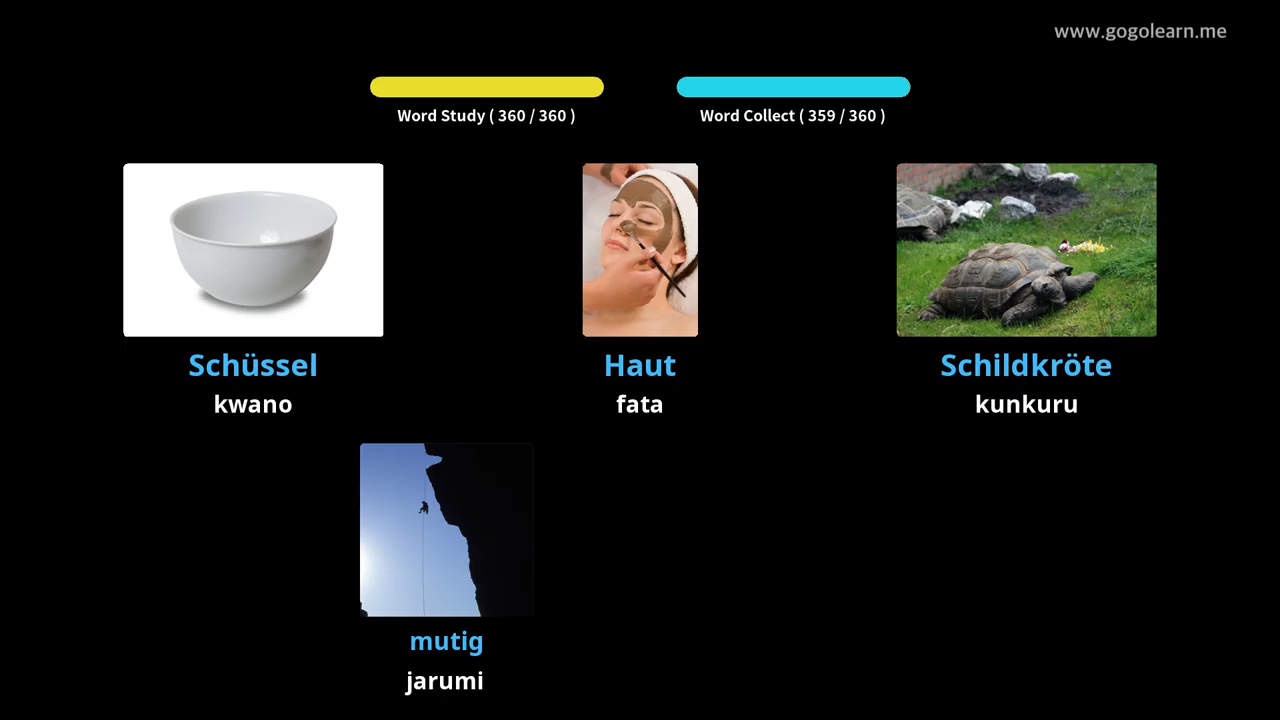 www.gogolearn.me
Word Study ( 360 / 360 )
Word Collect ( 359 / 360 )
Schüssel
kwano
Haut
fata
Schildkröte
kunkuru
mutig
jarumi